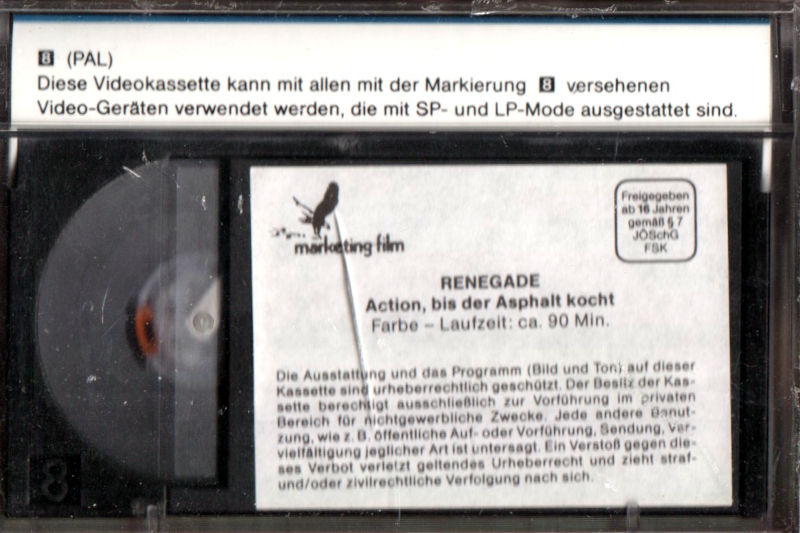 8 (PAL)
Diese Videokassette kann mit allen mit der Markierung 8 versehenen
Video-Geräten verwendet werden, die mit SP- und LP-Mode ausgestattet sind.
marketing film
Freigegeben
ab 16 Jahren
gemäß § 7
JÖSchG
FSK
RENEGADE
Action, bis der Asphalt kocht
Farbe – Laufzeit: ca. 90 Min.
Die Ausstattung und das Programm (Bild und Ton) auf dieser
Kassette sind urheberrechtlich geschützt. Der Besitz der Kas-
sette berechtigt ausschließlich zur Vorführung im privaten
Bereich für nichtgewerbliche Zwecke. Jede andere Benut-
zung, wie z. B. öffentliche Auf- oder Vorführung, Sendung, Ver-
vielfältigung jeglicher Art ist untersagt. Ein Verstoß gegen die-
ses Verbot verletzt geltendes Urheberrecht und zieht straf-
und/oder zivilrechtliche Verfolgung nach sich.
8